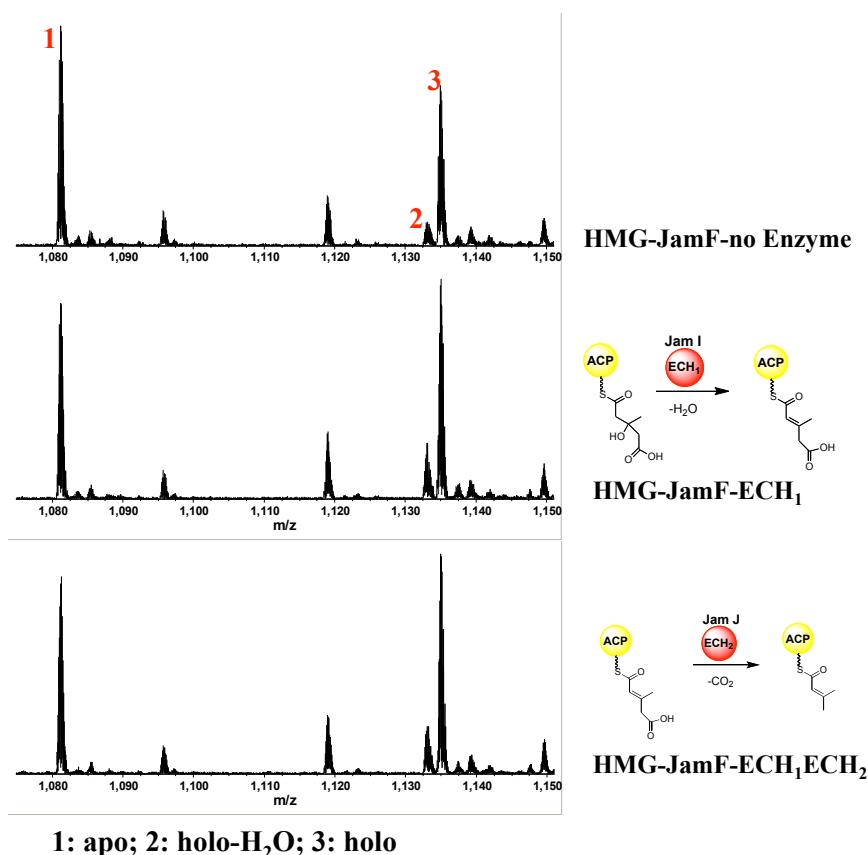 1
3
2
1,080 1,090 1,100 1,110 1,120 1,130 1,140 1,150
m/z
HMG-JamF-no Enzyme
1,080 1,090 1,100 1,110 1,120 1,130 1,140 1,150
m/z
ACP
Jam I
ECH₁
-H₂O
ACP
S
O
HO
O
OH
S
O
O
OH
HMG-JamF-ECH₁
1,080 1,090 1,100 1,110 1,120 1,130 1,140 1,150
m/z
ACP
Jam J
ECH₂
-CO₂
ACP
S
O
O
OH
S
O
HMG-JamF-ECH₁ECH₂
1: apo; 2: holo-H₂O; 3: holo